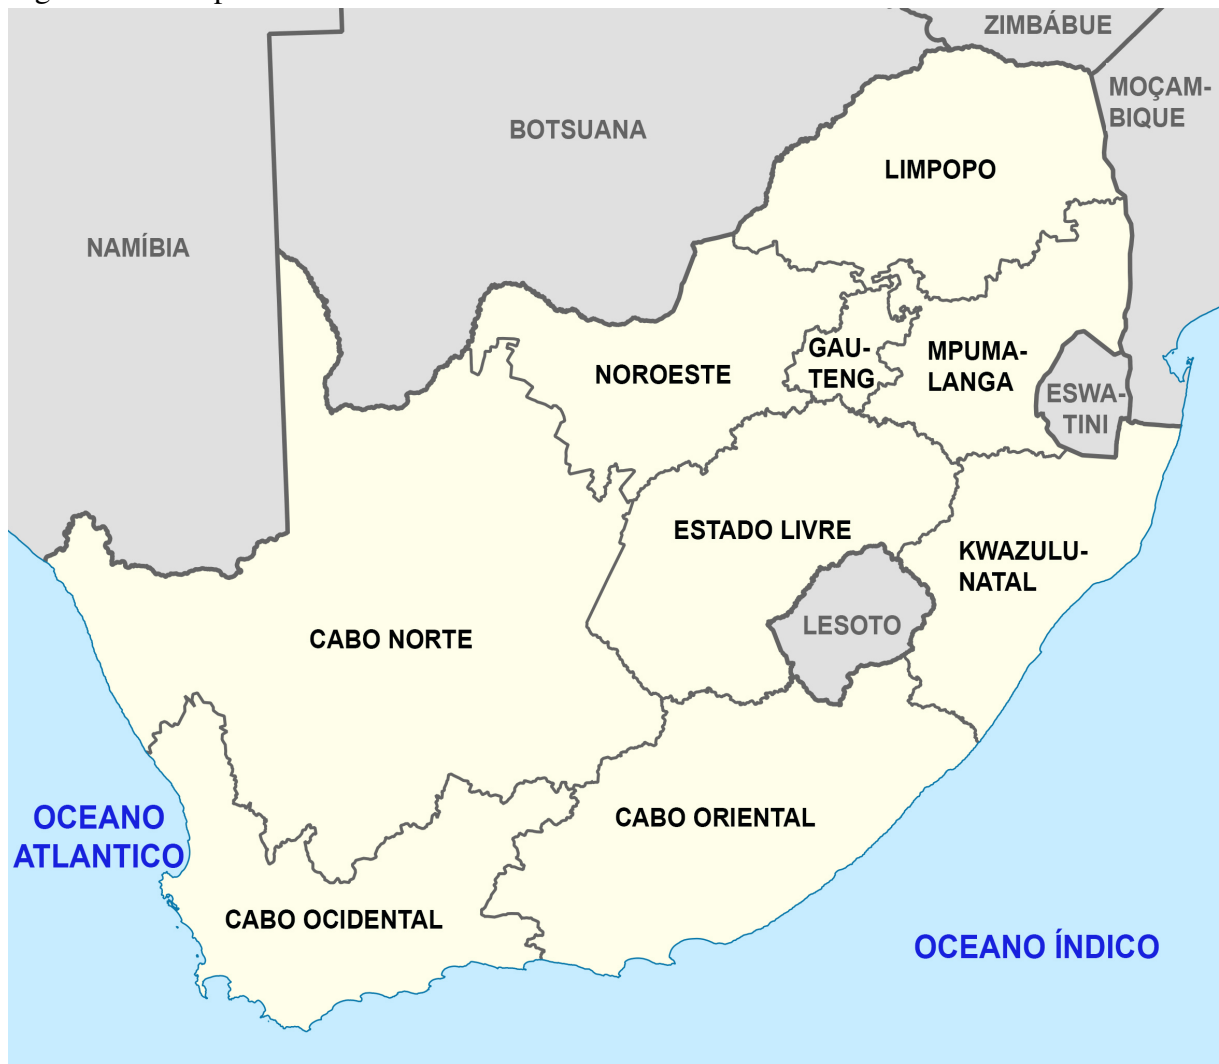 ZIMBÁBUE
MOÇAM-
BIQUE
BOTSUANA
LIMPOPO
NAMÍBIA
GAU-
TENG
MPUMA-
LANGA
NOROESTE
ESWA-
TINI
ESTADO LIVRE
KWAZULU-
NATAL
LESOTO
CABO NORTE
OCEANO
ATLANTICO
CABO ORIENTAL
CABO OCIDENTAL
OCEANO ÍNDICO